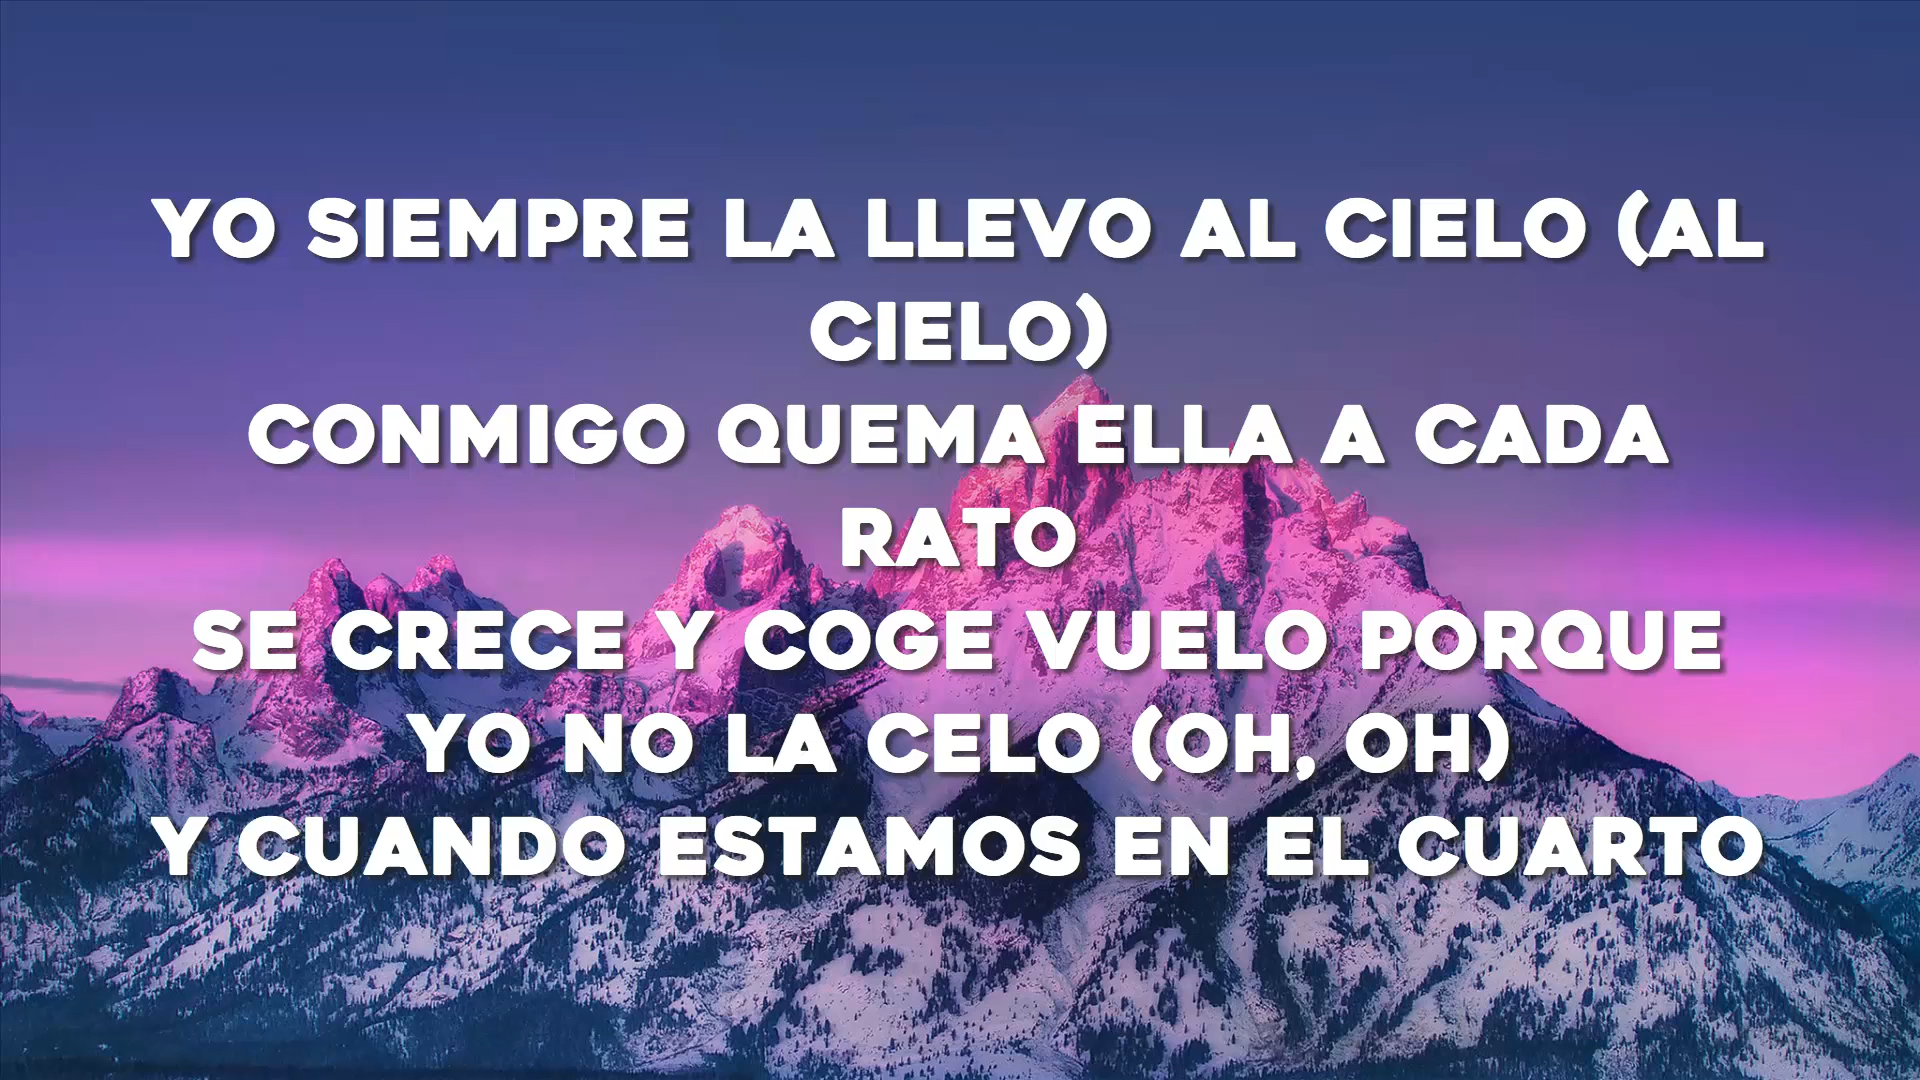 YO SIEMPRE LA LLEVO AL CIELO (AL
CIELO)
CONMIGO QUEMA ELLA A CADA
RATO
SE CRECE Y COGE VUELO PORQUE
YO NO LA CELO (OH, OH)
Y CUANDO ESTAMOS EN EL CUARTO